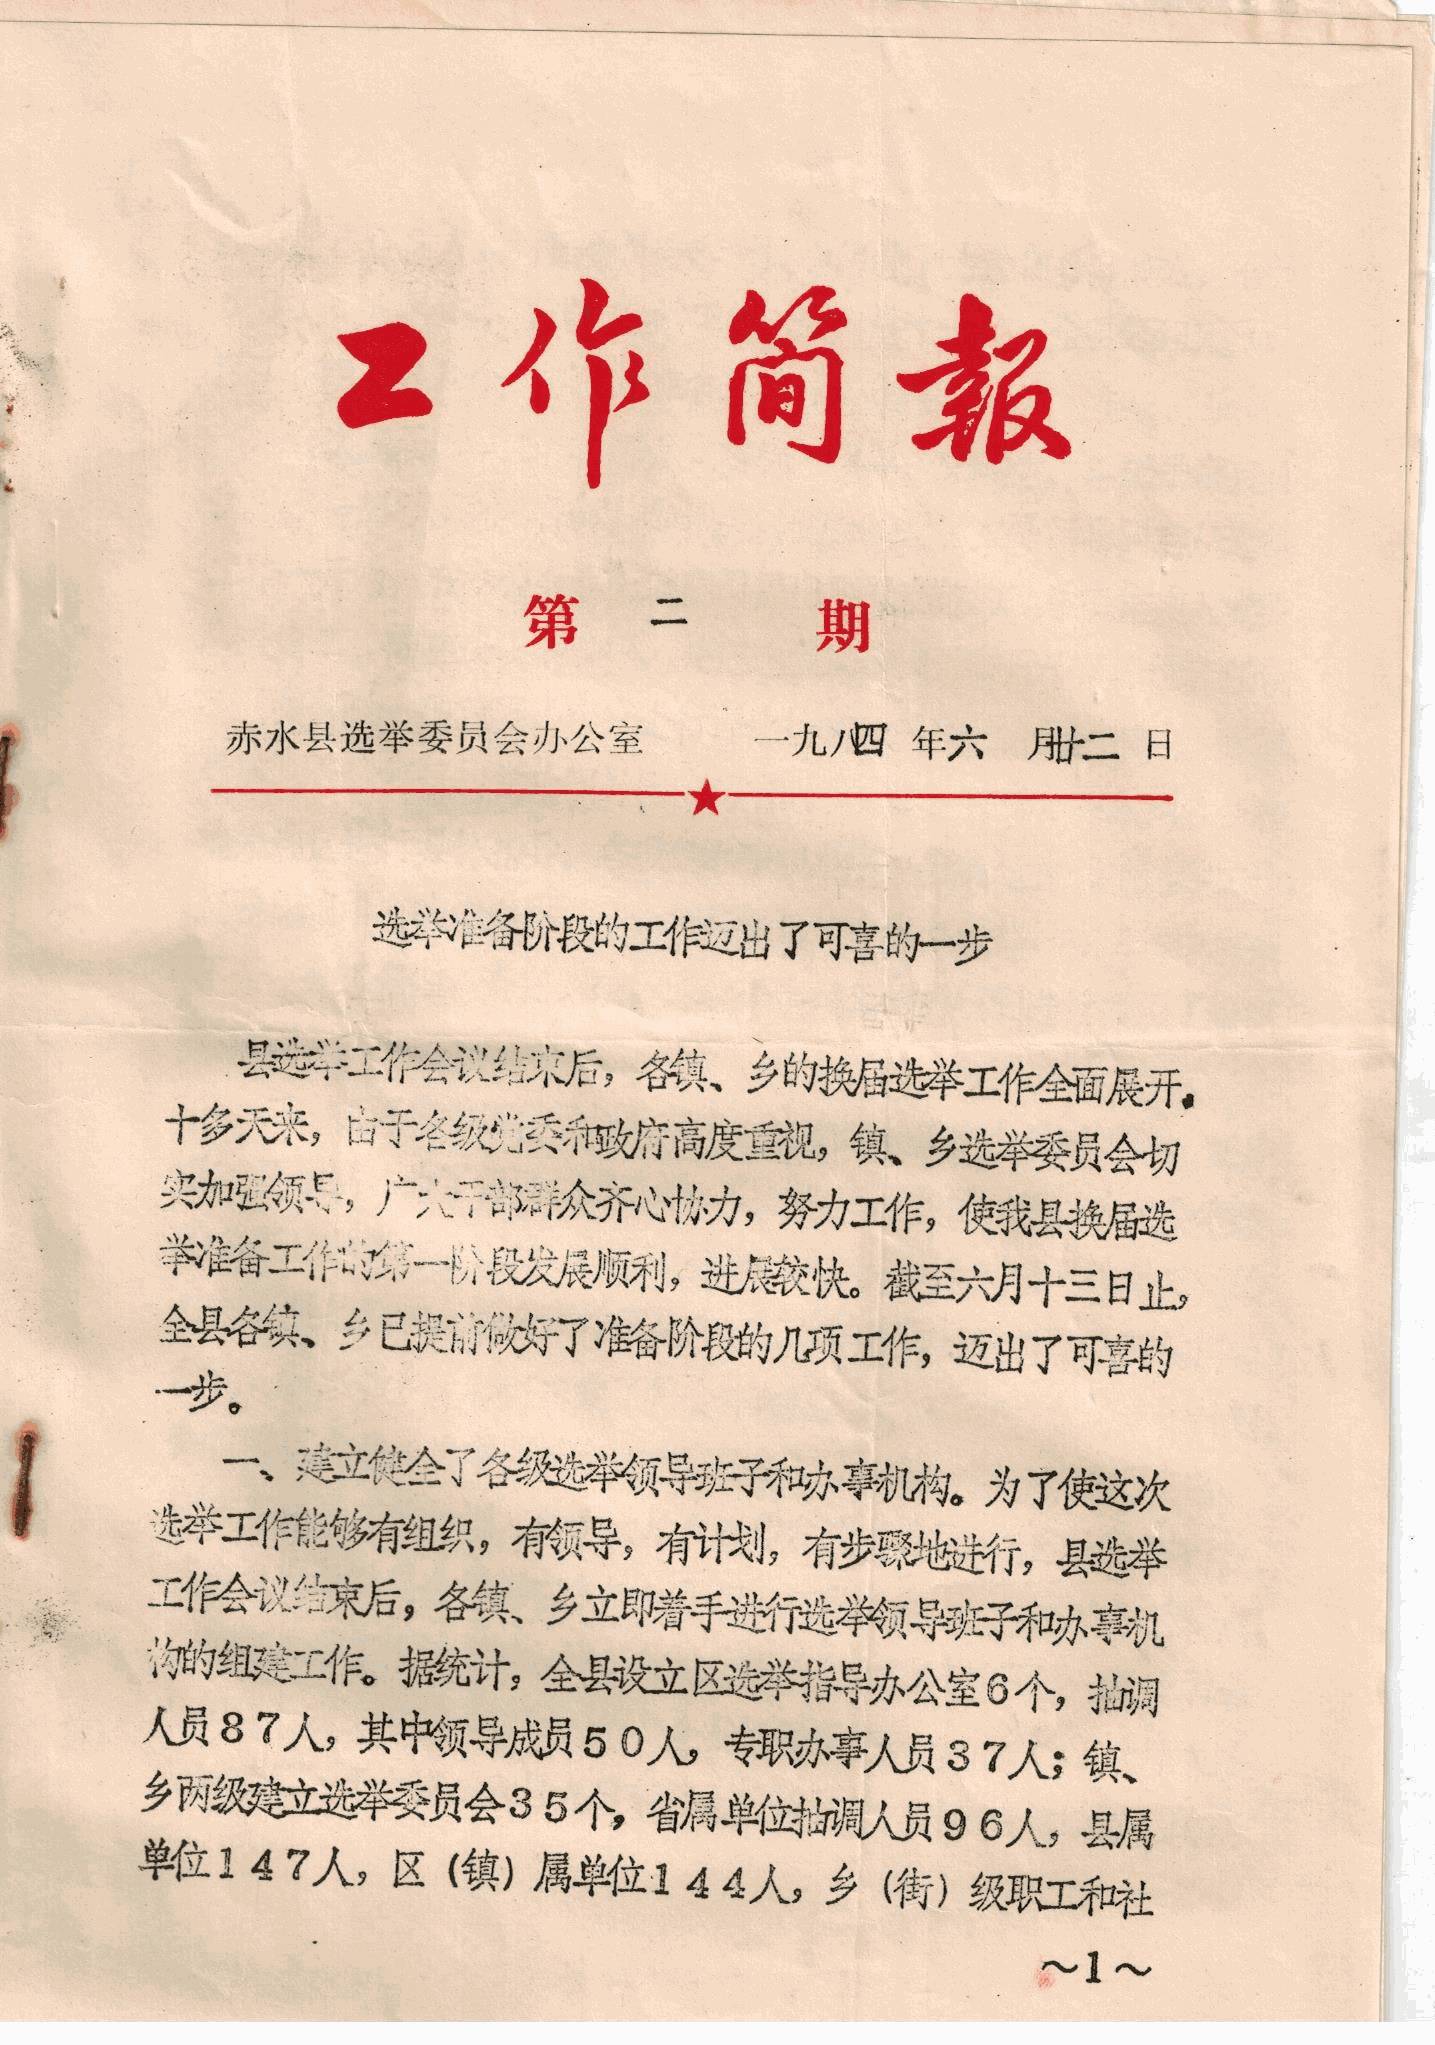 工作简報
第二期
赤水县选举委员会办公室 一九八四年六月廿二日
选举准备阶段的工作迈出了可喜的一步
县选举工作会议结束后，各镇、乡的换届选举工作全面展开。
十多天来，由于各级党委和政府高度重视，镇、乡选举委员会切
实加强领导，广大干部群众齐心协力，努力工作，使我县换届选
举准备工作的第一阶段发展顺利，进展较快。截至六月十三日止，
全县各镇、乡已提前做好了准备阶段的几项工作，迈出了可喜的
一步。
一、建立健全了各级选举领导班子和办事机构。为了使这次
选举工作能够有组织，有领导，有计划，有步骤地进行，县选举
工作会议结束后，各镇、乡立即着手进行选举领导班子和办事机
构的组建工作。据统计，全县设立区选举指导办公室6个，抽调
人员87人，其中领导成员50人，专职办事人员37人；镇、
乡两级建立选举委员会35个，省属单位抽调人员96人，县属
单位147人，区（镇）属单位144人，乡（街）级职工和社
～1～